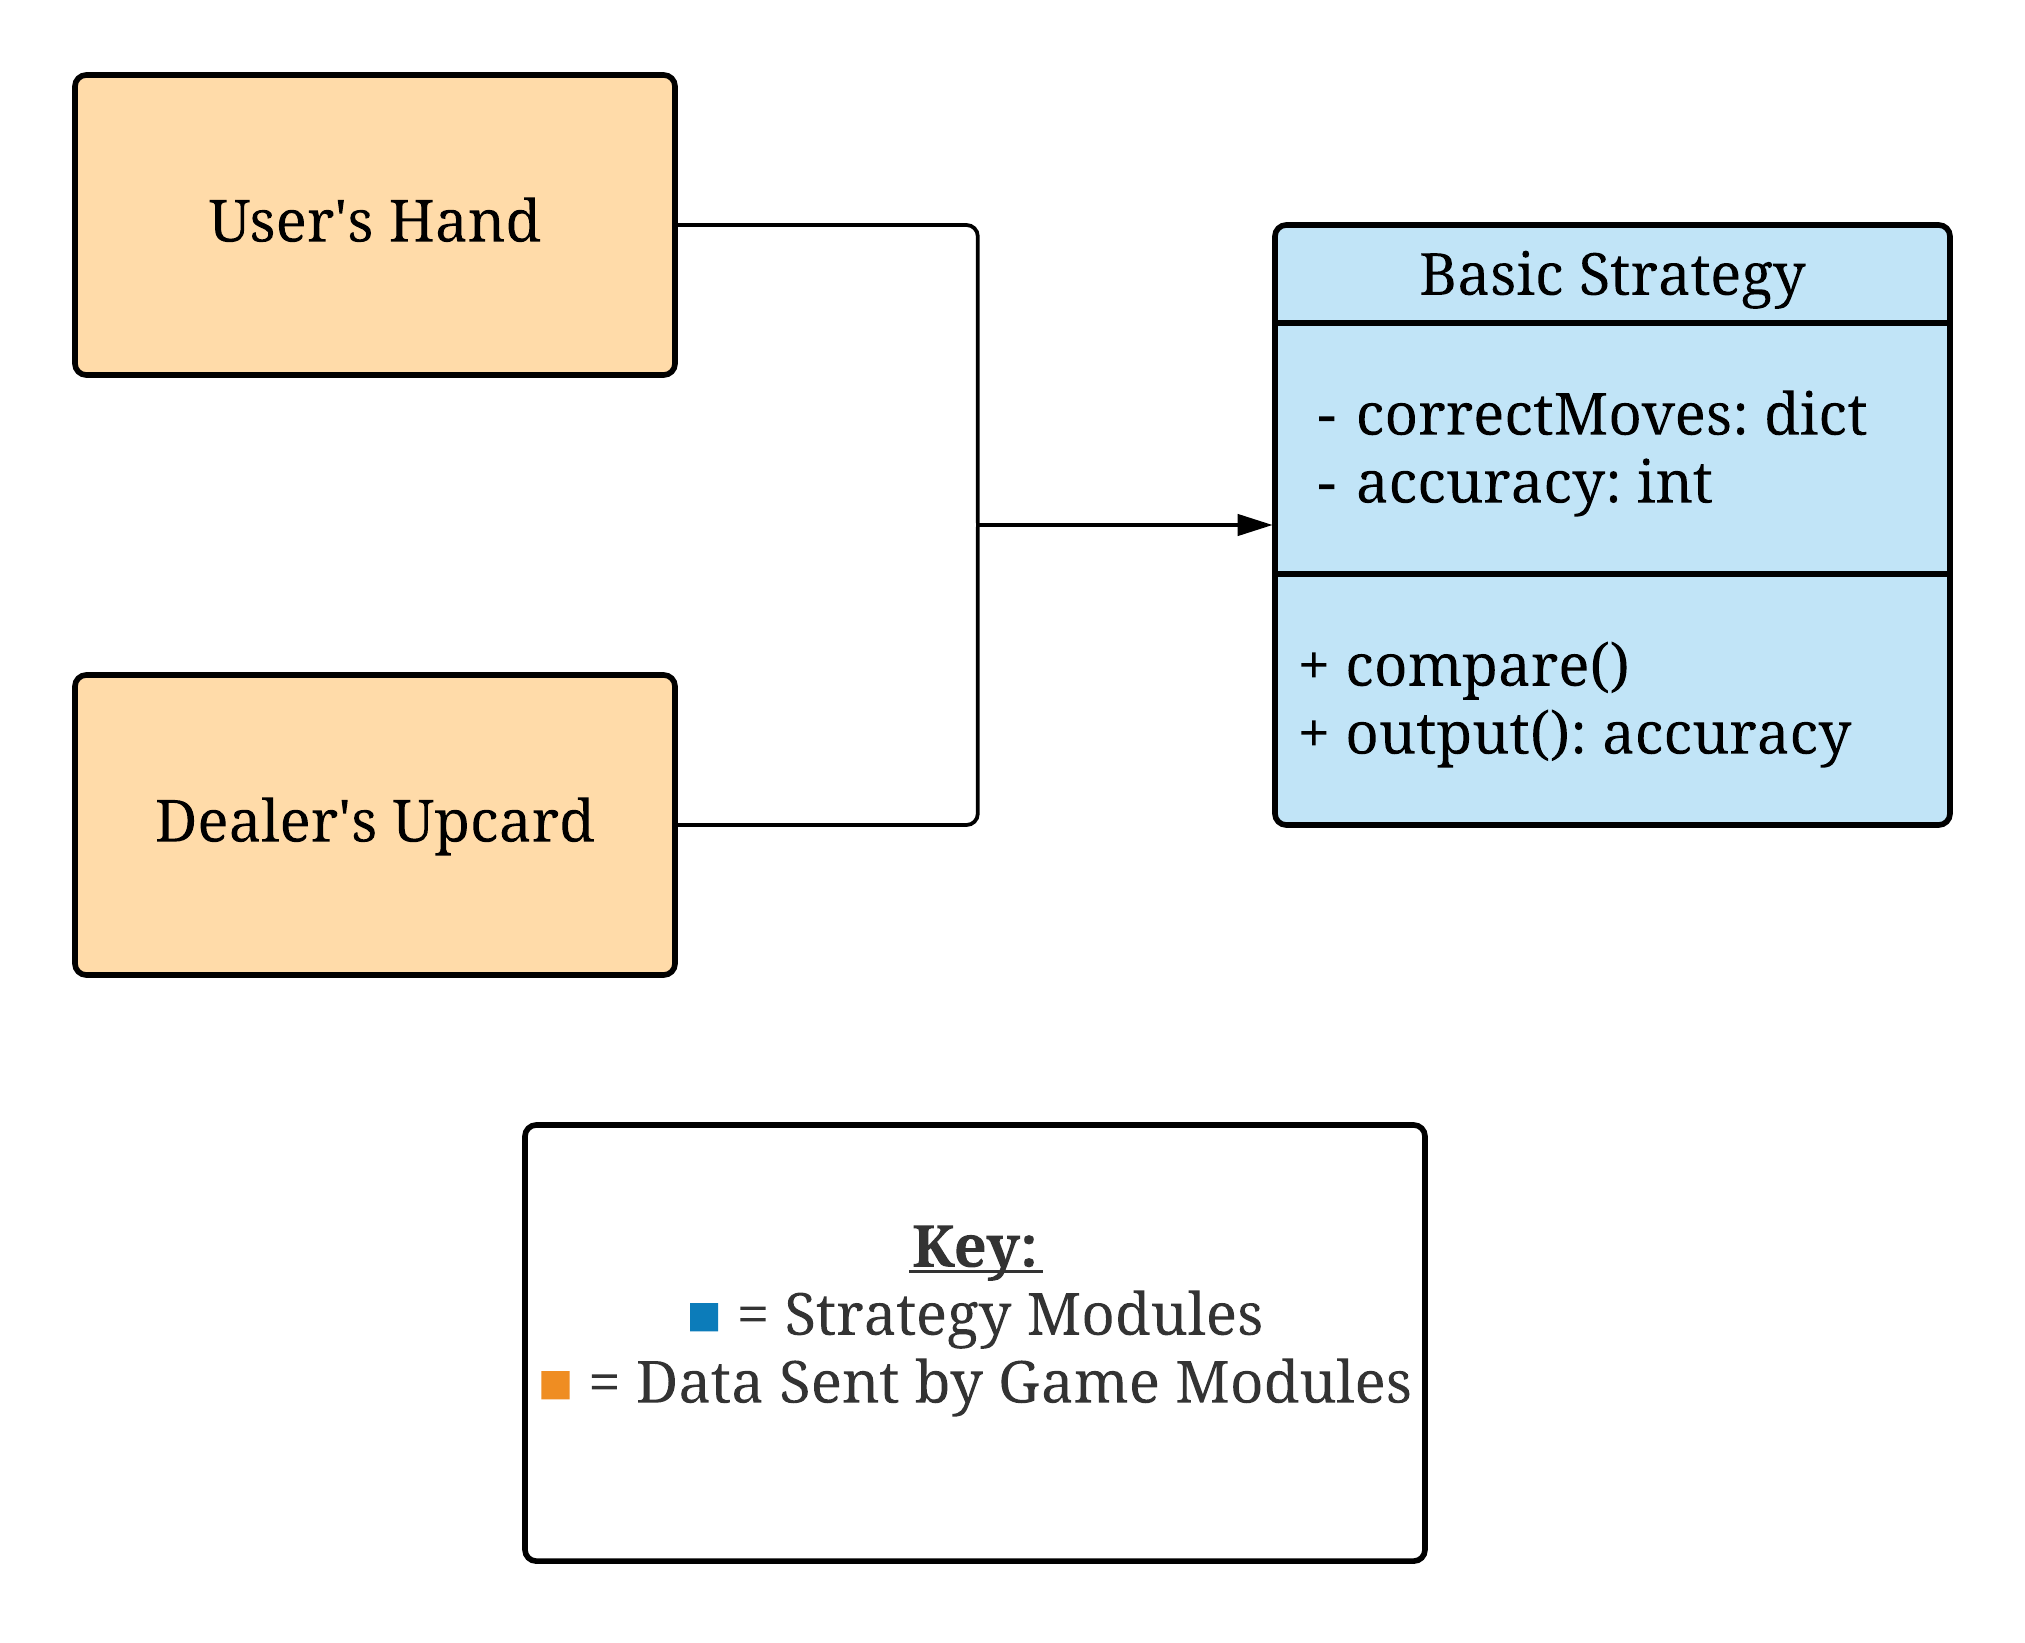 User's Hand
Basic Strategy
- correctMoves: dict
- accuracy: int
+ compare()
+ output(): accuracy
Dealer's Upcard
Key:
■ = Strategy Modules
■ = Data Sent by Game Modules